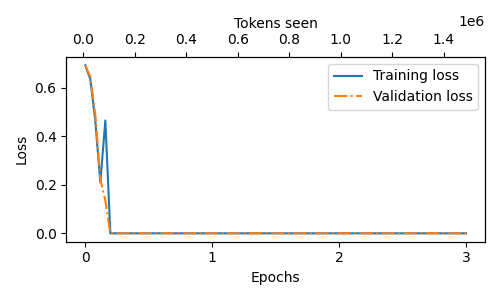 Tokens seen
0.0 0.2 0.4 0.6 0.8 1.0 1.2 1.4 1e6
Training loss
Validation loss
Loss
0.6
0.4
0.2
0.0
0 1 2 3
Epochs